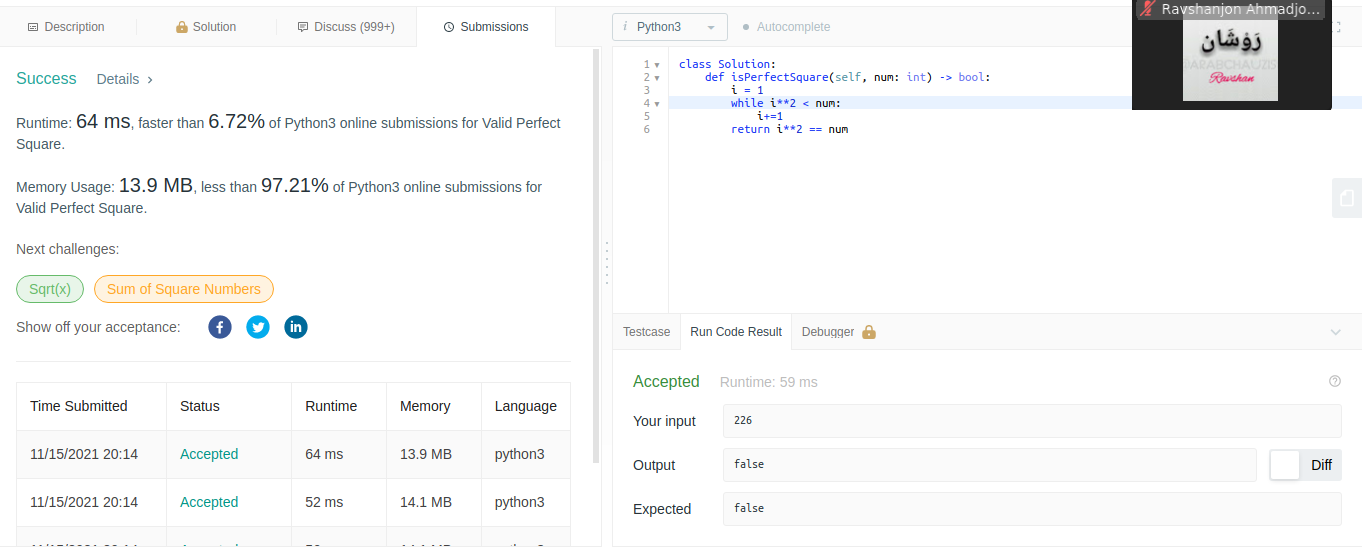 Description
Solution
Discuss (999+)
Submissions
Success
Details
Runtime: 64 ms, faster than 6.72% of Python3 online submissions for Valid Perfect
Square.
Memory Usage: 13.9 MB, less than 97.21% of Python3 online submissions for
Valid Perfect Square.
Next challenges:
Sqrt(x)
Sum of Square Numbers
Show off your acceptance:
Time Submitted Status Runtime Memory Language
11/15/2021 20:14 Accepted 64 ms 13.9 MB python3
11/15/2021 20:14 Accepted 52 ms 14.1 MB python3
i Python3
Autocomplete
1 class Solution:
2 def isPerfectSquare(self, num: int) -> bool:
3 i = 1
4 while i**2 < num:
5 i+=1
6 return i**2 == num
Ravshanjon Ahmadjo...
رَوْشَان
ARABCHAUZIS
Ravshan
Testcase
Run Code Result
Debugger
Accepted Runtime: 59 ms
Your input 226
Output false
Diff
Expected false